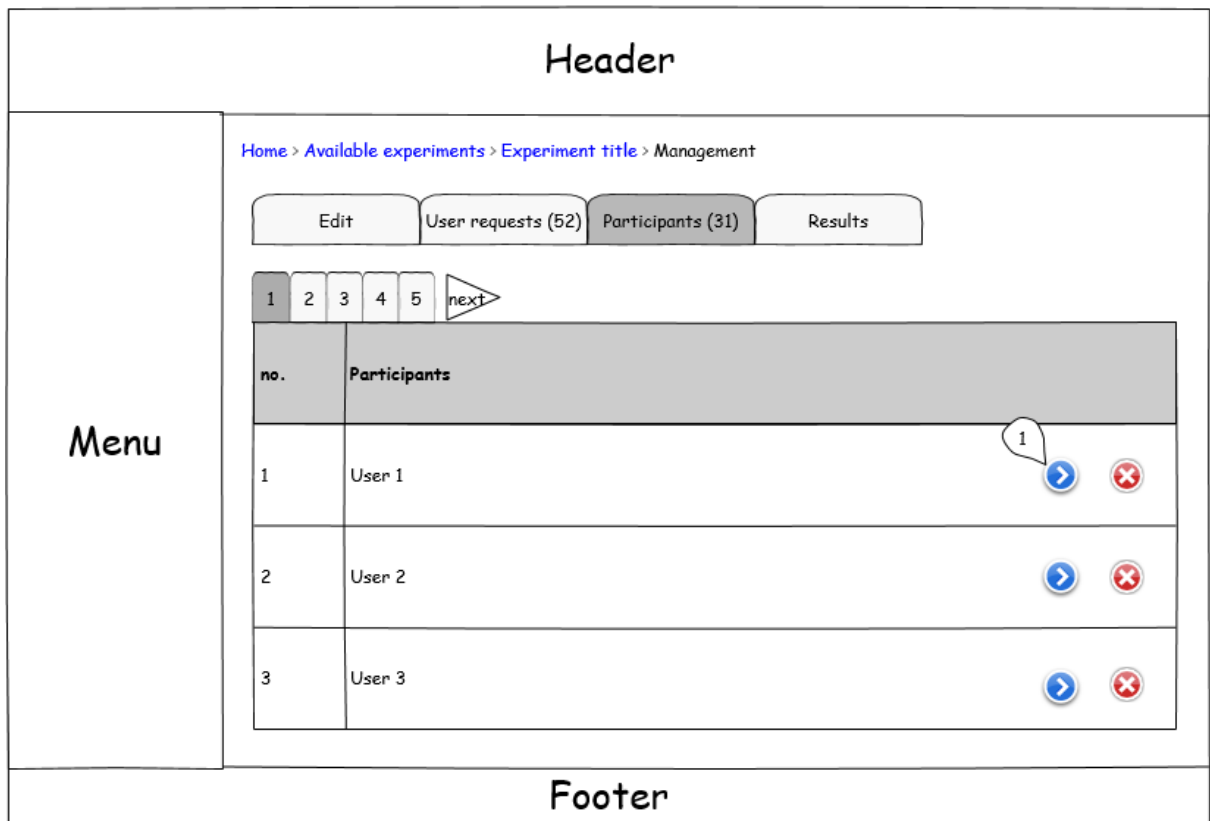 Header
Home > Available experiments > Experiment title > Management
Edit User requests (52) Participants (31) Results
1 2 3 4 5 next
no. Participants
Menu
1
1 User 1
2 User 2
3 User 3
Footer